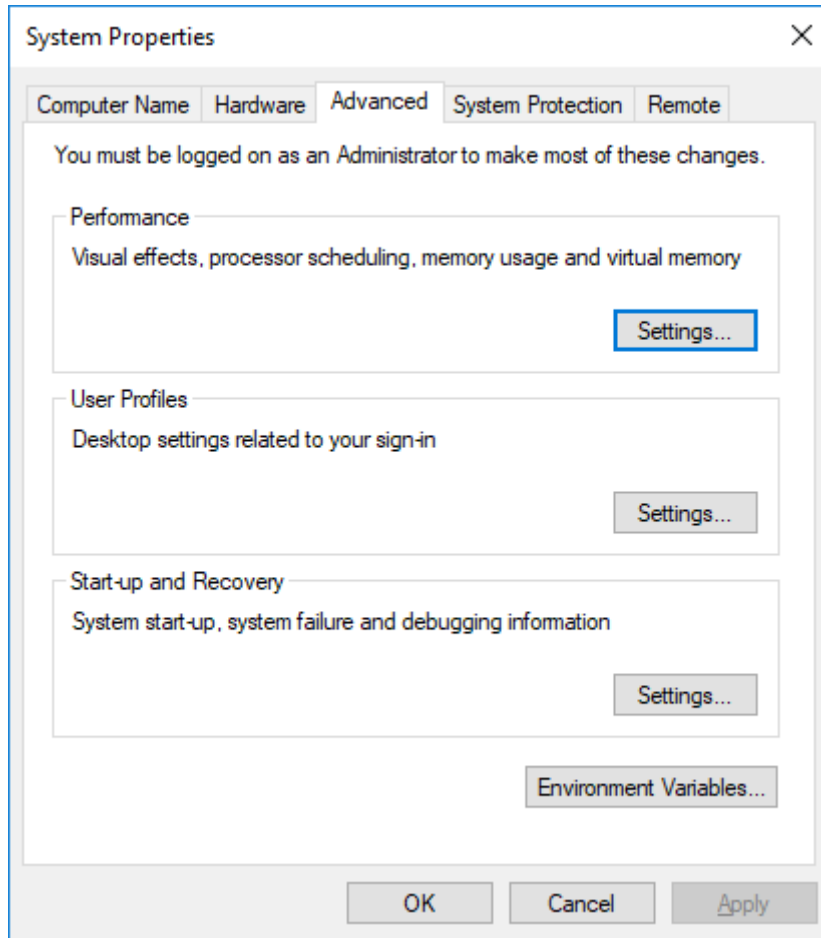 System Properties
Computer Name Hardware Advanced System Protection Remote
You must be logged on as an Administrator to make most of these changes.
Performance
Visual effects, processor scheduling, memory usage and virtual memory
Settings...
User Profiles
Desktop settings related to your sign-in
Settings...
Start-up and Recovery
System start-up, system failure and debugging information
Settings...
Environment Variables...
OK Cancel Apply